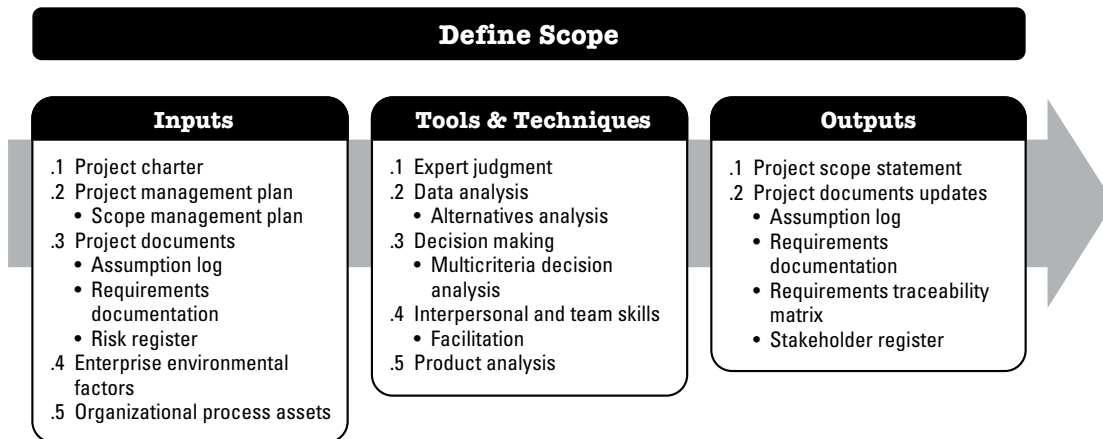 Define Scope
Inputs
.1 Project charter
.2 Project management plan
• Scope management plan
.3 Project documents
• Assumption log
• Requirements
documentation
• Risk register
.4 Enterprise environmental
factors
.5 Organizational process assets
Tools & Techniques
.1 Expert judgment
.2 Data analysis
• Alternatives analysis
.3 Decision making
• Multicriteria decision
analysis
.4 Interpersonal and team skills
• Facilitation
.5 Product analysis
Outputs
.1 Project scope statement
.2 Project documents updates
• Assumption log
• Requirements
documentation
• Requirements traceability
matrix
• Stakeholder register